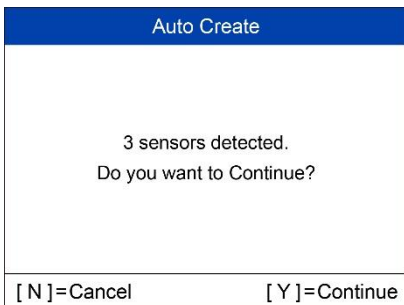 Auto Create
3 sensors detected.
Do you want to Continue?
[ N ]=Cancel [ Y ]=Continue